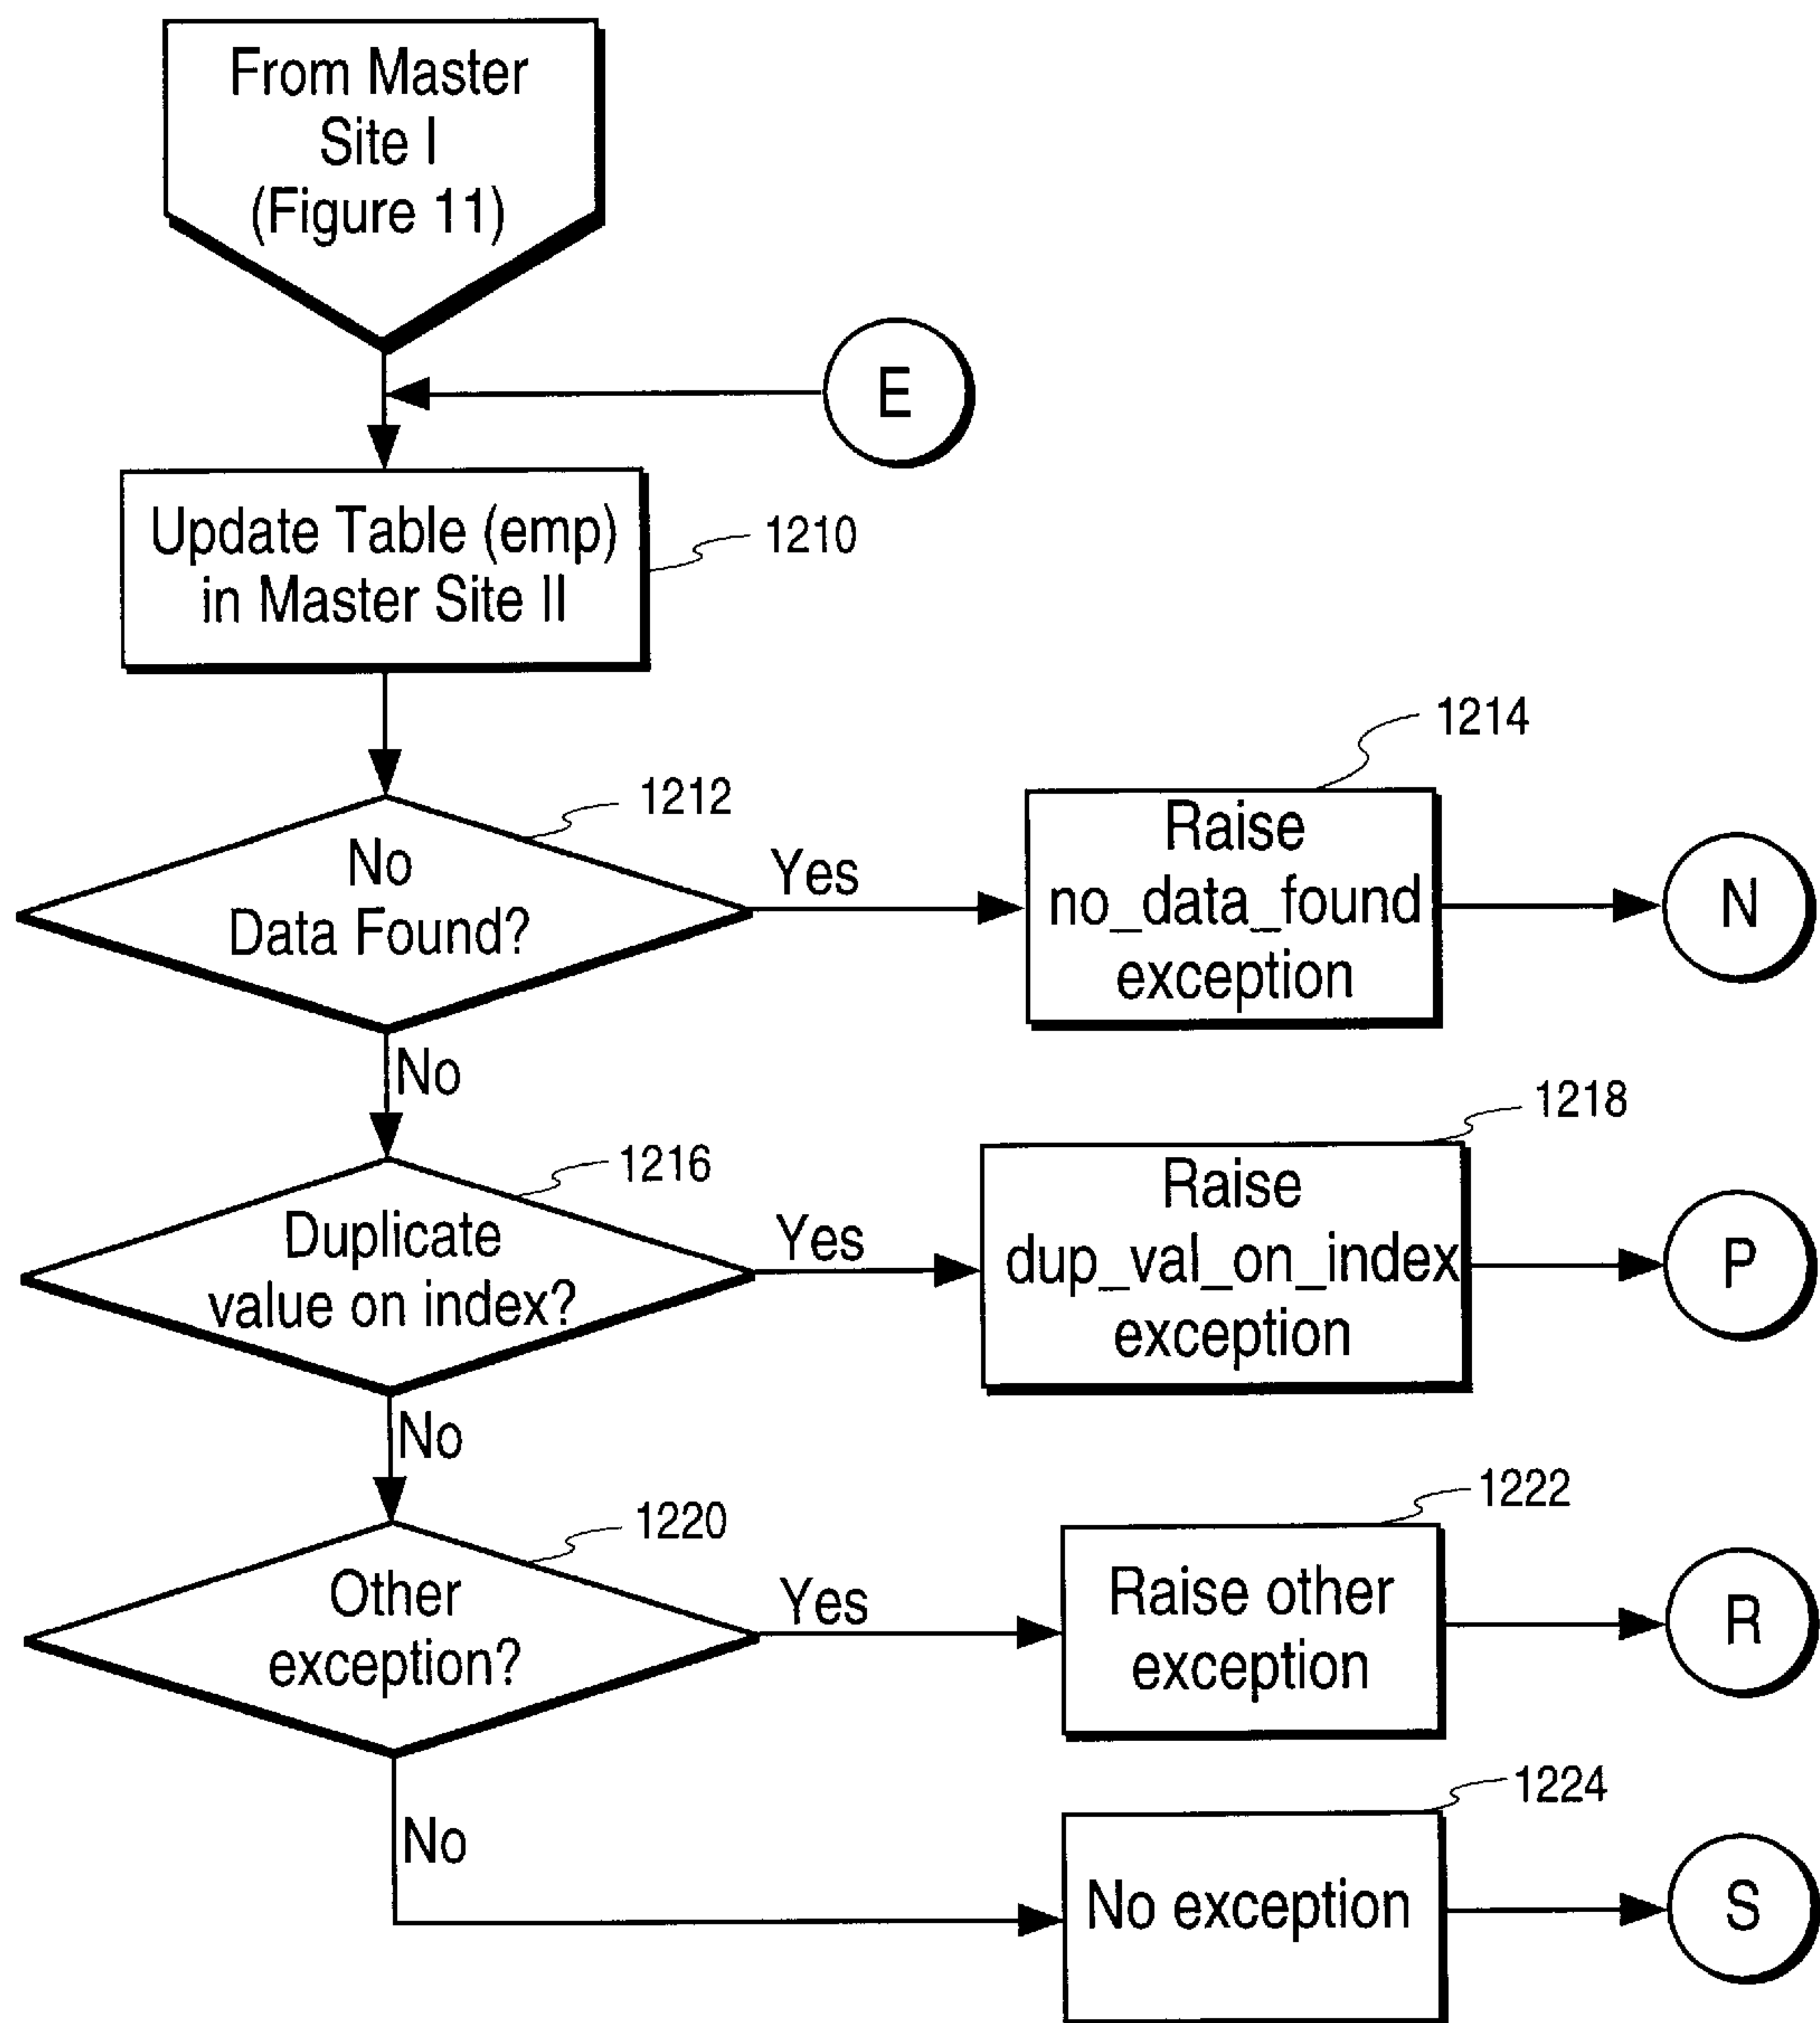 From Master
Site I
(Figure 11)
E
Update Table (emp)
in Master Site II
1210
1212
No
Data Found?
Yes
1214
Raise
no_data_found
exception
N
No
1216
Duplicate
value on index?
Yes
1218
Raise
dup_val_on_index
exception
P
No
1220
Other
exception?
Yes
1222
Raise other
exception
R
No
1224
No exception
S